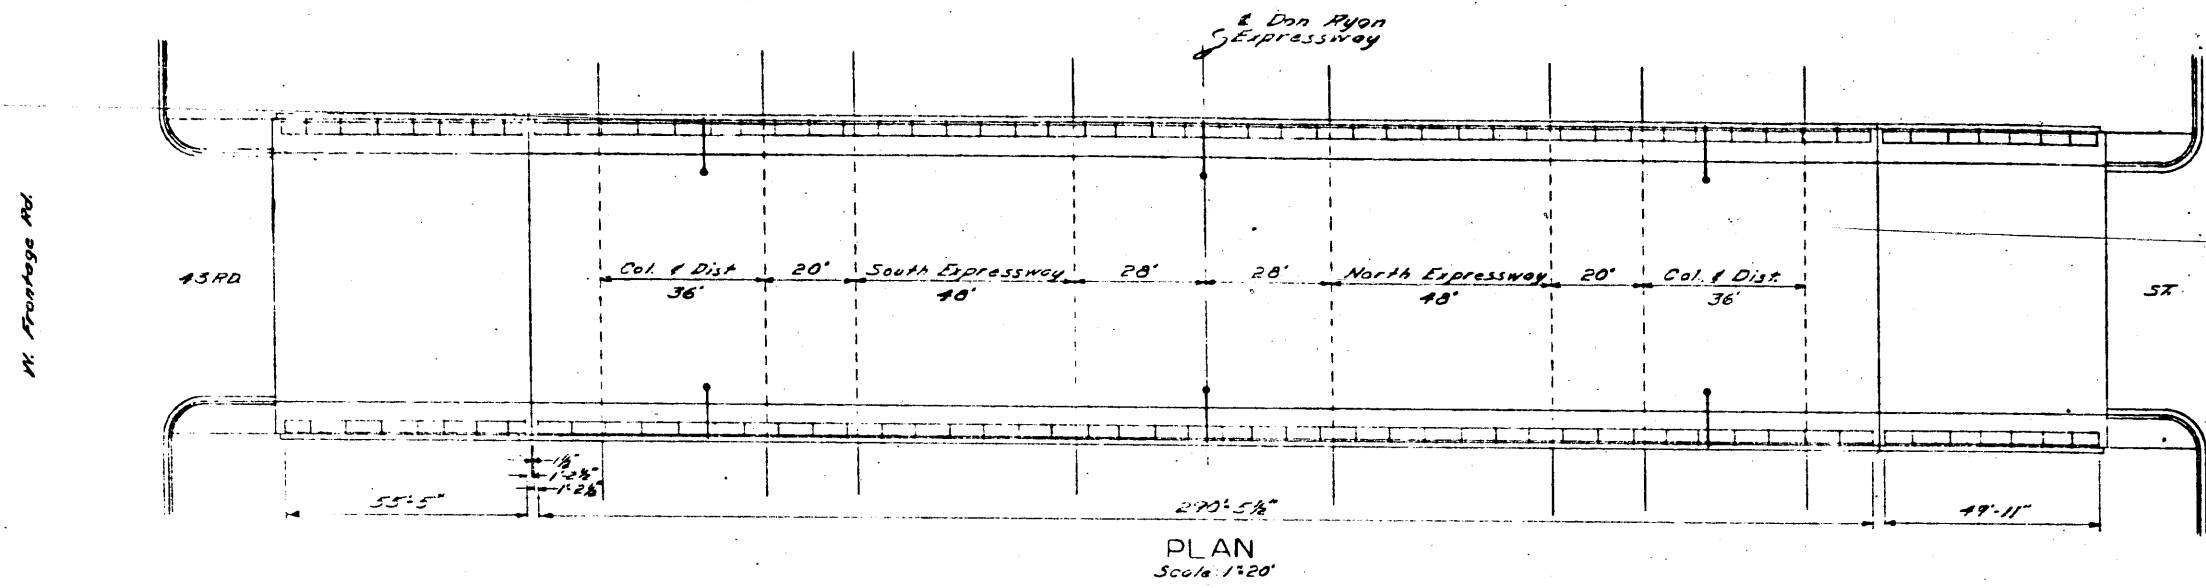 ℄ Dan Ryan
Expressway
W. Frontage Rd.
43RD.
Col. & Dist
36'
20'
South Expressway
48'
28'
28'
North Expressway
48'
20'
Col. & Dist.
36'
ST.
1½"
1'-2½"
1'-2½"
55'-5"
290'-5½"
49'-11"
PLAN
Scale: 1"=20'